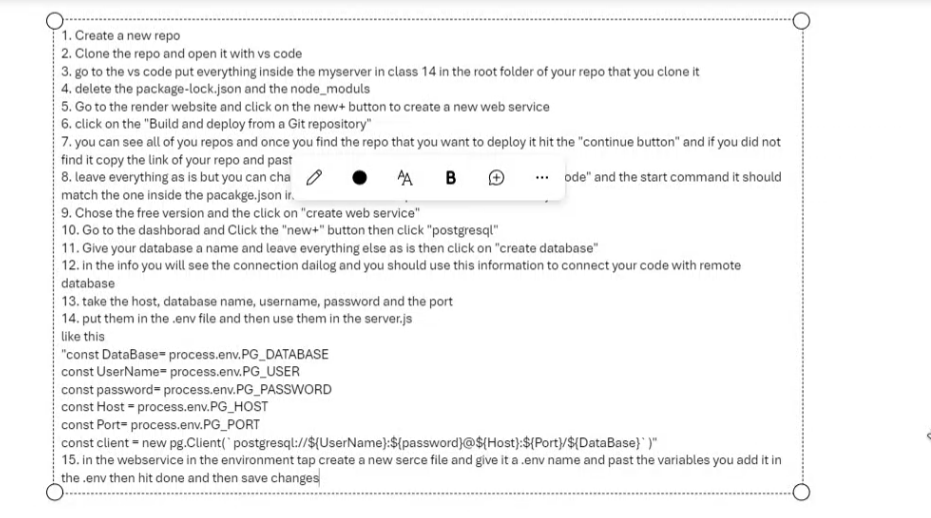 1. Create a new repo
2. Clone the repo and open it with vs code
3. go to the vs code put everything inside the myserver in class 14 in the root folder of your repo that you clone it
4. delete the package-lock.json and the node_moduls
5. Go to the render website and click on the new+ button to create a new web service
6. click on the "Build and deploy from a Git repository"
7. you can see all of you repos and once you find the repo that you want to deploy it hit the "continue button" and if you did not
find it copy the link of your repo and past
8. leave everything as is but you can cha ode" and the start command it should
match the one inside the pacakge.json
9. Chose the free version and the click on "create web service"
10. Go to the dashborad and Click the "new+" button then click "postgresql"
11. Give your database a name and leave everything else as is then click on "create database"
12. in the info you will see the connection dailog and you should use this information to connect your code with remote
database
13. take the host, database name, username, password and the port
14. put them in the .env file and then use them in the server.js
like this
"const DataBase= process.env.PG_DATABASE
const UserName= process.env.PG_USER
const password= process.env.PG_PASSWORD
const Host = process.env.PG_HOST
const Port= process.env.PG_PORT
const client = new pg.Client(`postgresql://${UserName}:${password}@${Host}:${Port}/${DataBase}`)"
15. in the webservice in the environment tap create a new serce file and give it a .env name and past the variables you add it in
the .env then hit done and then save changes